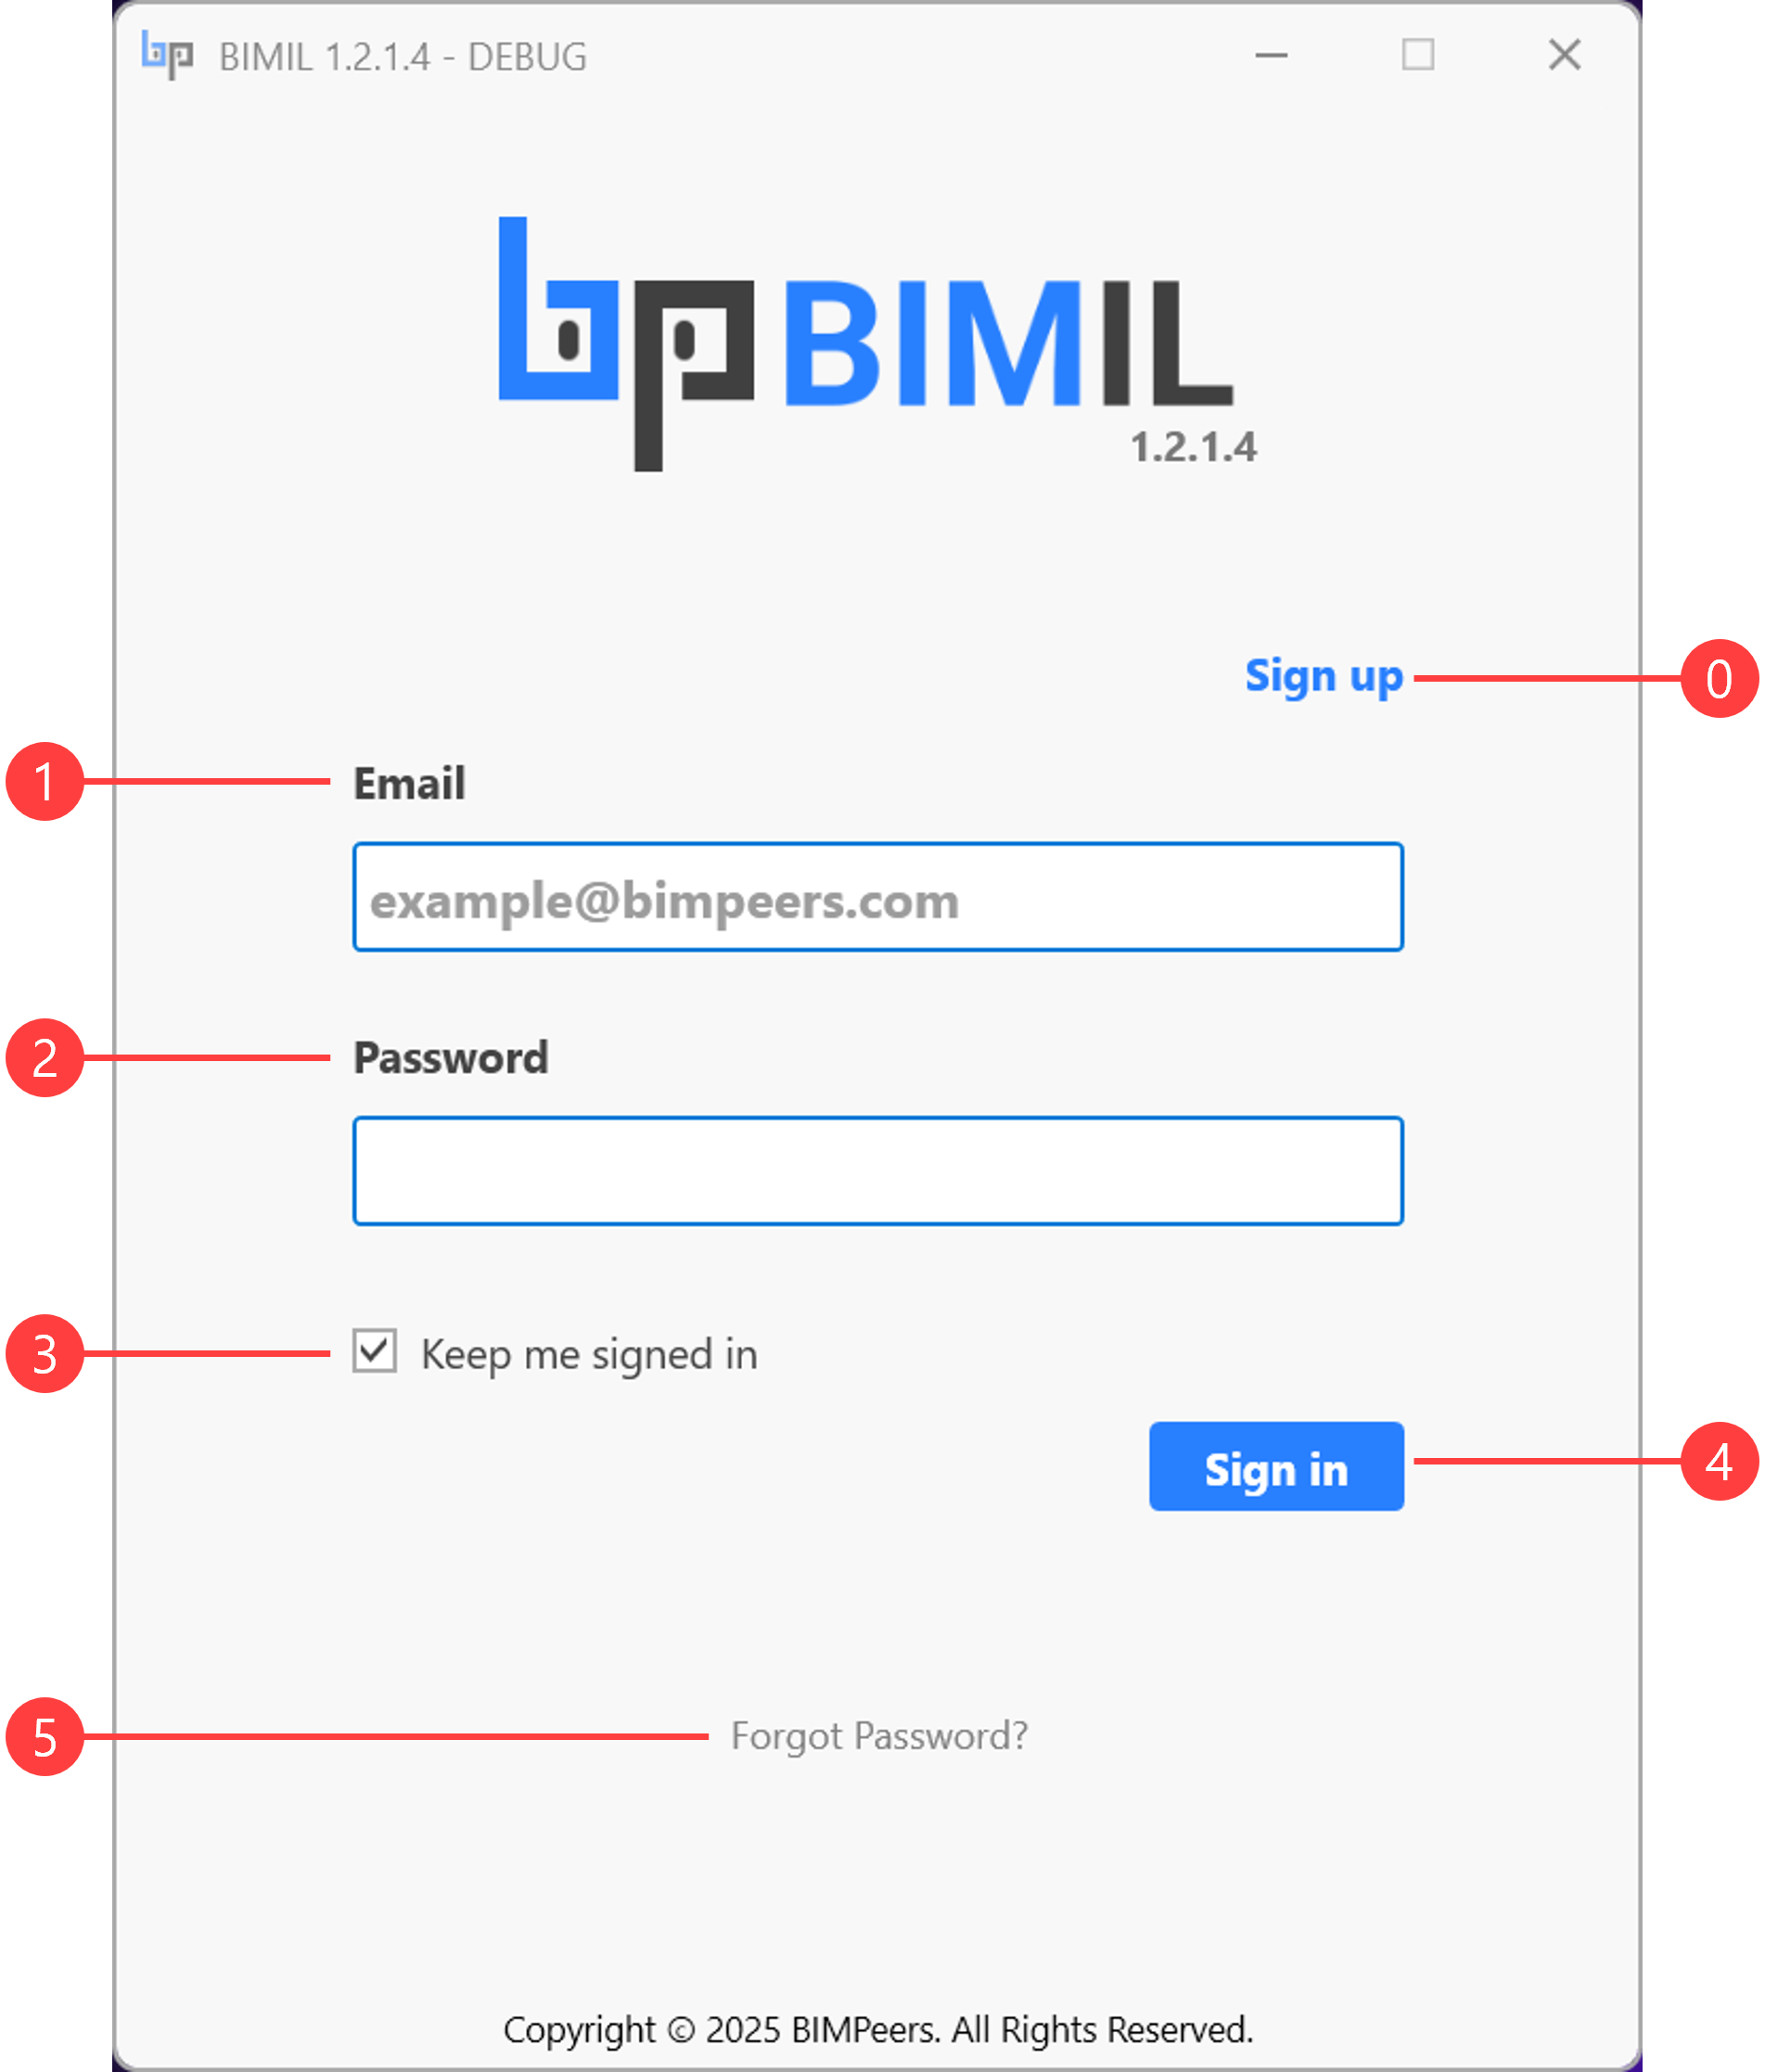 bp BIMIL 1.2.1.4 - DEBUG
bp BIMIL
1.2.1.4
Sign up 0
1 Email
example@bimpeers.com
2 Password
3 Keep me signed in
Sign in 4
5 Forgot Password?
Copyright © 2025 BIMPeers. All Rights Reserved.